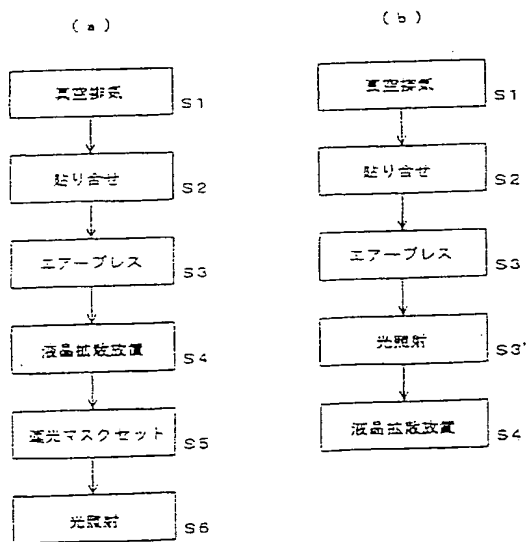 (a)
真空排気
S1
貼り合せ
S2
エアープレス
S3
液晶拡散放置
S4
遮光マスクセット
S5
光照射
S6
(b)
真空排気
S1
貼り合せ
S2
エアープレス
S3
光照射
S3'
液晶拡散放置
S4